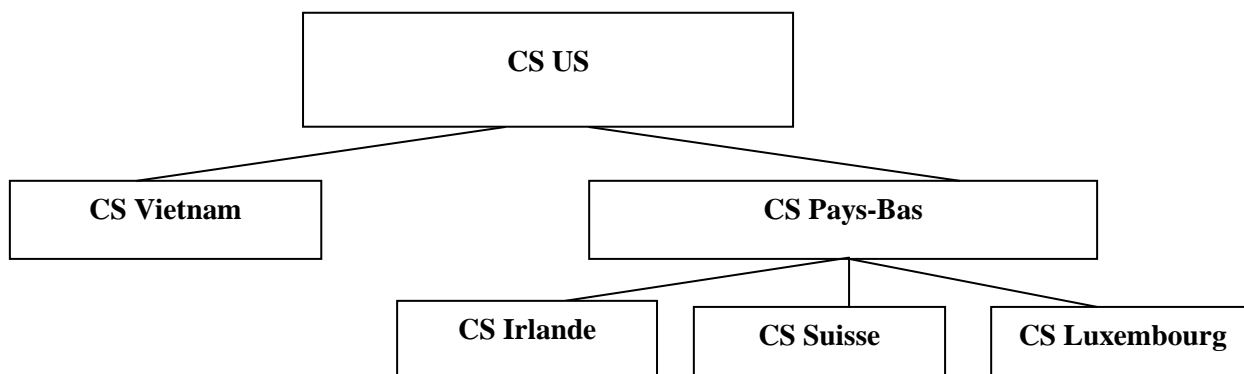 CS US
CS Vietnam
CS Pays-Bas
CS Irlande
CS Suisse
CS Luxembourg